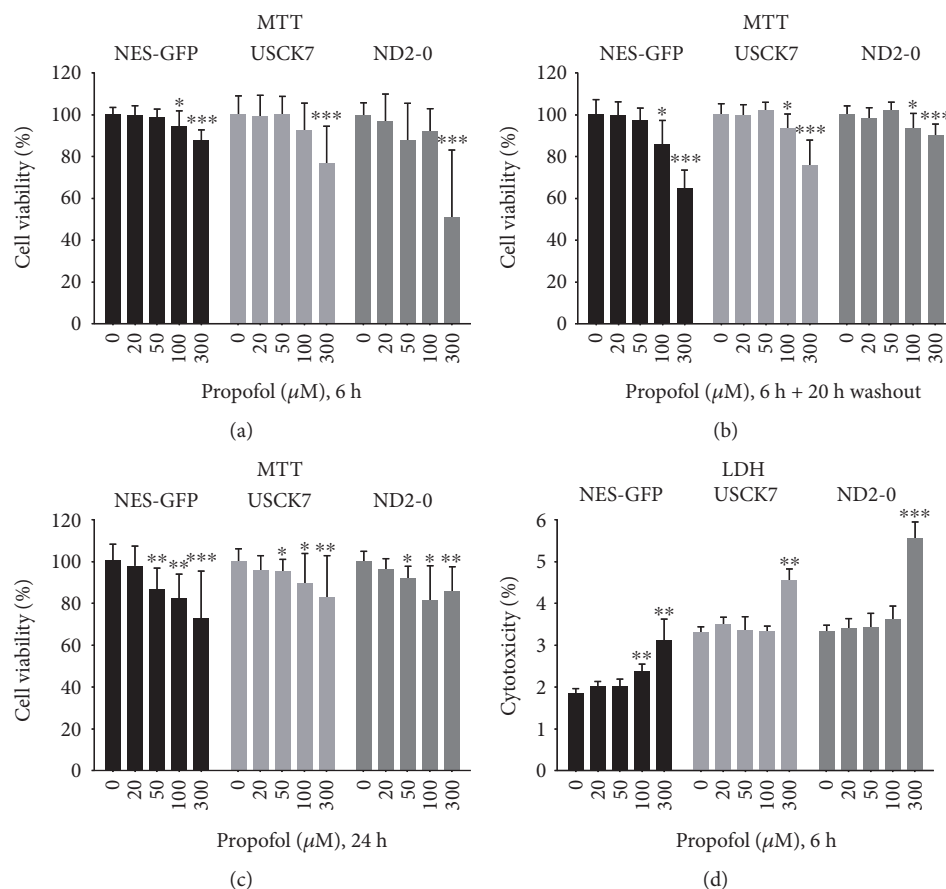 MTT
NES-GFP USCK7 ND2-0
120
100
80
60
40
20
0
Cell viability (%)
* *** *** ***
0 20 50 100 300 0 20 50 100 300 0 20 50 100 300
Propofol (μM), 6 h
(a)
MTT
NES-GFP USCK7 ND2-0
120
100
80
60
40
20
0
Cell viability (%)
* *** * *** * ***
0 20 50 100 300 0 20 50 100 300 0 20 50 100 300
Propofol (μM), 6 h + 20 h washout
(b)
MTT
NES-GFP USCK7 ND2-0
120
100
80
60
40
20
0
Cell viability (%)
** ** *** * * ** * * **
0 20 50 100 300 0 20 50 100 300 0 20 50 100 300
Propofol (μM), 24 h
(c)
LDH
NES-GFP USCK7 ND2-0
6
5
4
3
2
1
0
Cytotoxicity (%)
** ** ** ***
0 20 50 100 300 0 20 50 100 300 0 20 50 100 300
Propofol (μM), 6 h
(d)